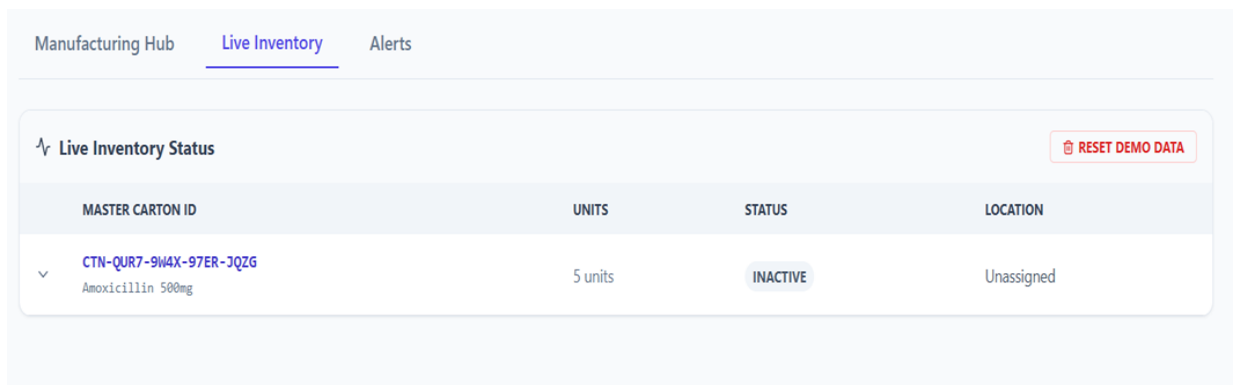 Manufacturing Hub Live Inventory Alerts
Live Inventory Status RESET DEMO DATA
MASTER CARTON ID UNITS STATUS LOCATION
CTN-QUR7-9W4X-97ER-JQZG 5 units INACTIVE Unassigned
Amoxicillin 500mg